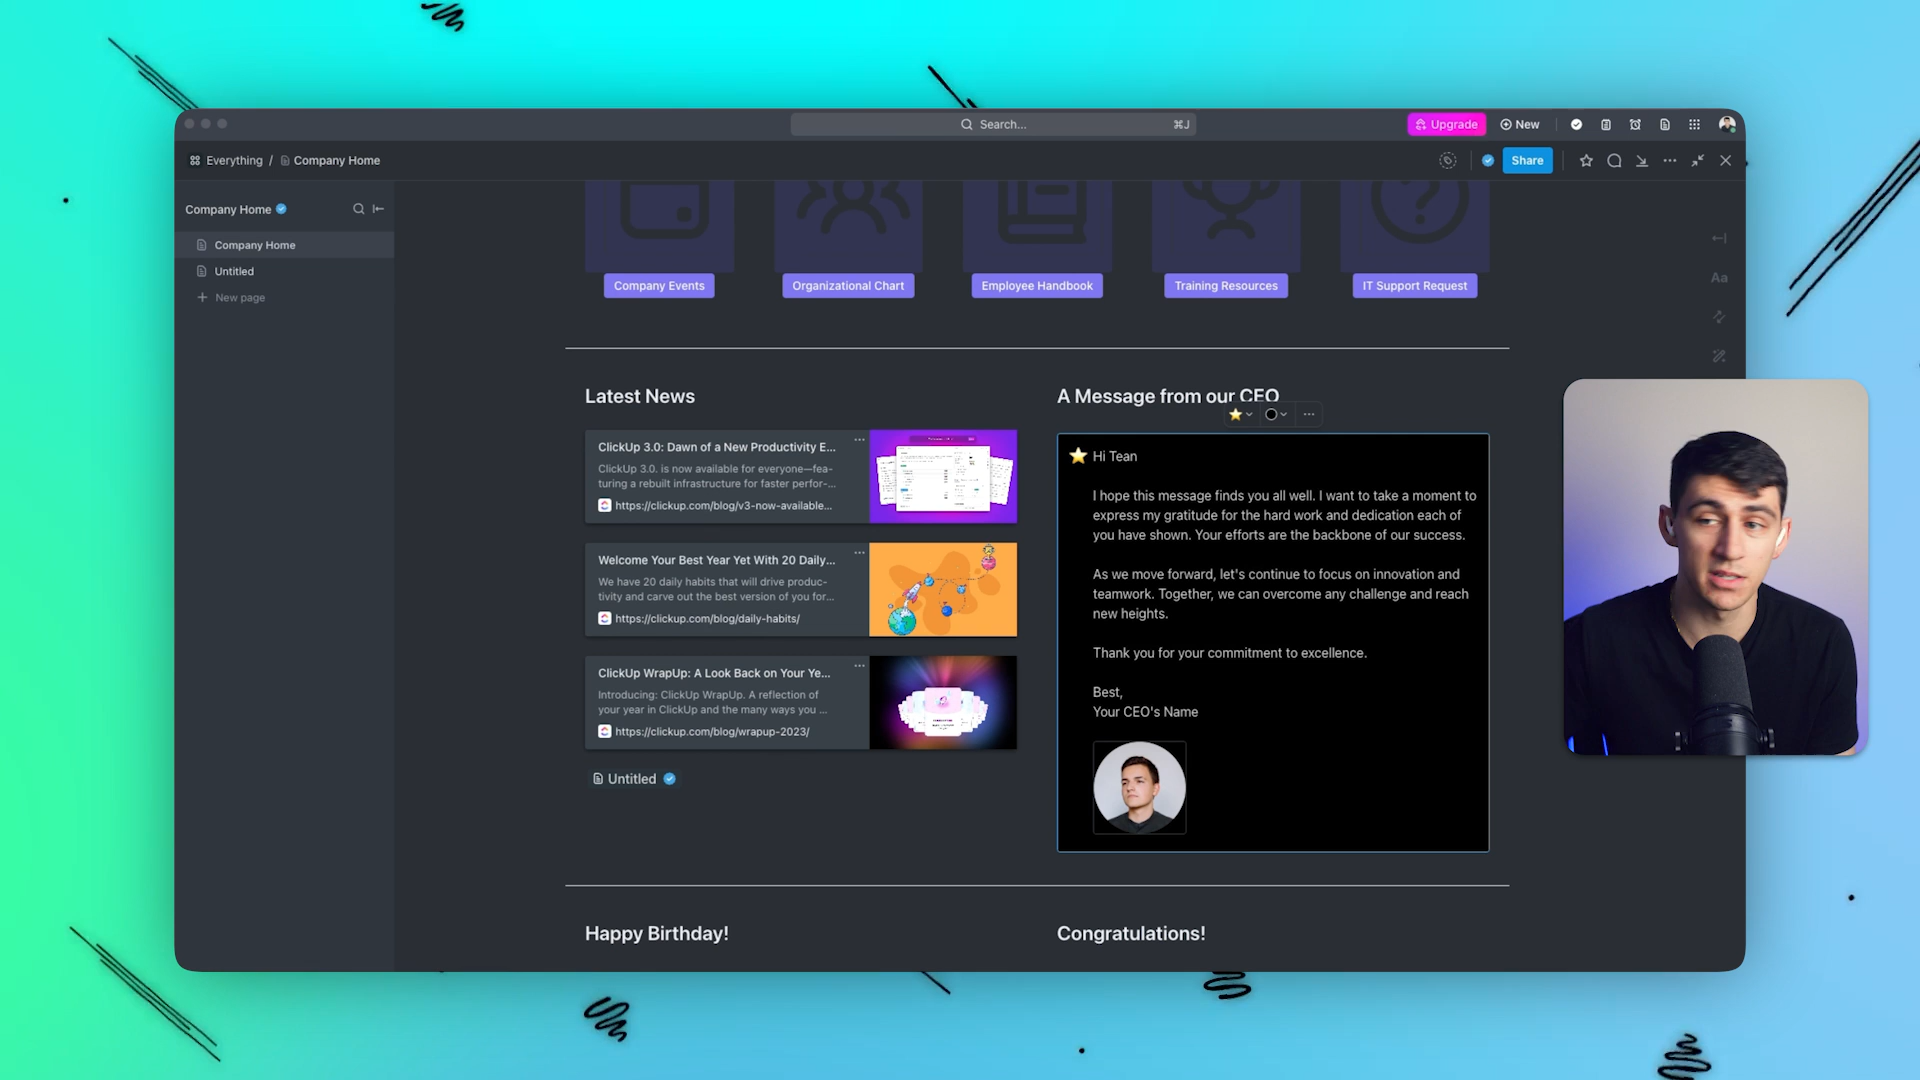 Search...
⌘J
Upgrade
New
Everything / Company Home
Share
Company Home
Company Home
Untitled
New page
Company Events
Organizational Chart
Employee Handbook
Training Resources
IT Support Request
Aa
Latest News
ClickUp 3.0: Dawn of a New Productivity E...
ClickUp 3.0. is now available for everyone—fea-
turing a rebuilt infrastructure for faster perfor-...
https://clickup.com/blog/v3-now-available...
Welcome Your Best Year Yet With 20 Daily...
We have 20 daily habits that will drive produc-
tivity and carve out the best version of you for...
https://clickup.com/blog/daily-habits/
ClickUp WrapUp: A Look Back on Your Ye...
Introducing: ClickUp WrapUp. A reflection of
your year in ClickUp and the many ways you ...
https://clickup.com/blog/wrapup-2023/
Untitled
A Message from our CEO
Hi Tean
I hope this message finds you all well. I want to take a moment to
express my gratitude for the hard work and dedication each of
you have shown. Your efforts are the backbone of our success.
As we move forward, let's continue to focus on innovation and
teamwork. Together, we can overcome any challenge and reach
new heights.
Thank you for your commitment to excellence.
Best,
Your CEO's Name
Happy Birthday!
Congratulations!